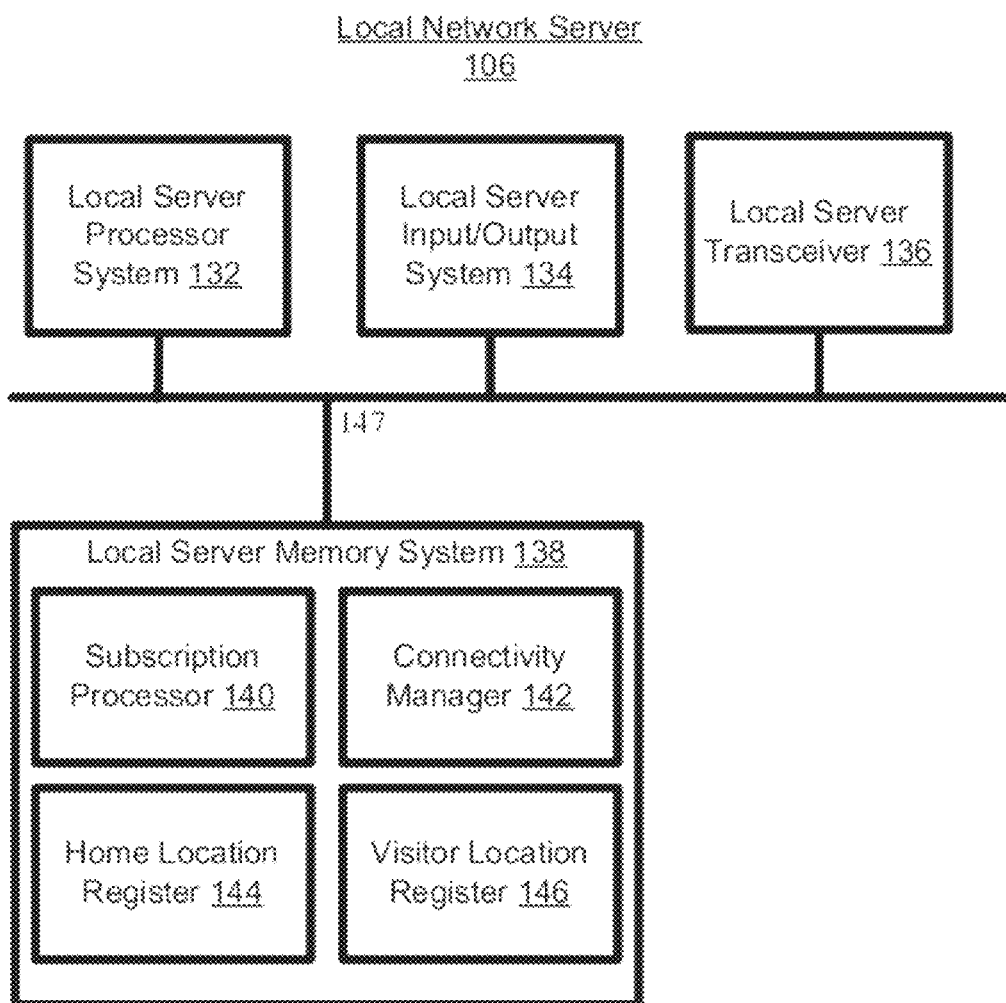 Local Network Server
106
Local Server
Processor
System 132
Local Server
Input/Output
System 134
Local Server
Transceiver 136
147
Local Server Memory System 138
Subscription
Processor 140
Connectivity
Manager 142
Home Location
Register 144
Visitor Location
Register 146